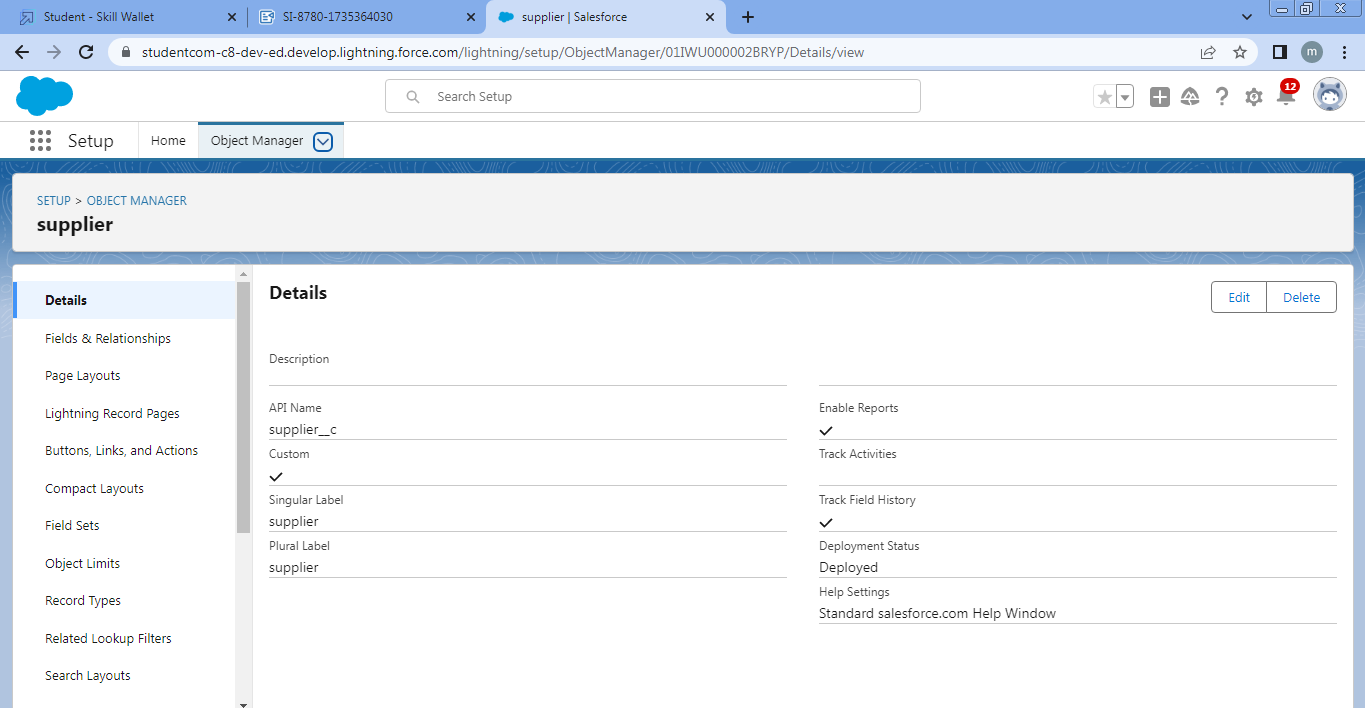 Student - Skill Wallet
SI-8780-1735364030
supplier | Salesforce
studentcom-c8-dev-ed.develop.lightning.force.com/lightning/setup/ObjectManager/01IWU000002BRYP/Details/view
m
Search Setup
12
Setup
Home
Object Manager
SETUP > OBJECT MANAGER
supplier
Details
Fields & Relationships
Page Layouts
Lightning Record Pages
Buttons, Links, and Actions
Compact Layouts
Field Sets
Object Limits
Record Types
Related Lookup Filters
Search Layouts
Details
Edit
Delete
Description
API Name
supplier__c
Custom
Singular Label
supplier
Plural Label
supplier
Enable Reports
Track Activities
Track Field History
Deployment Status
Deployed
Help Settings
Standard salesforce.com Help Window